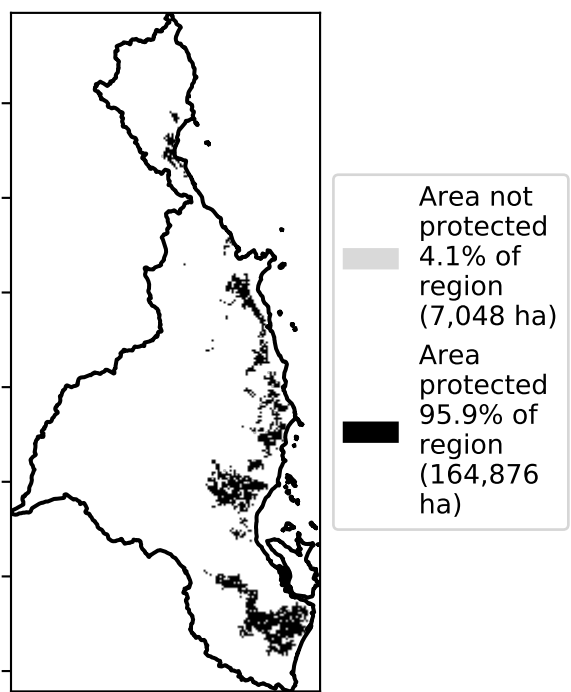 Area not
protected
4.1% of
region
(7,048 ha)
Area
protected
95.9% of
region
(164,876
ha)